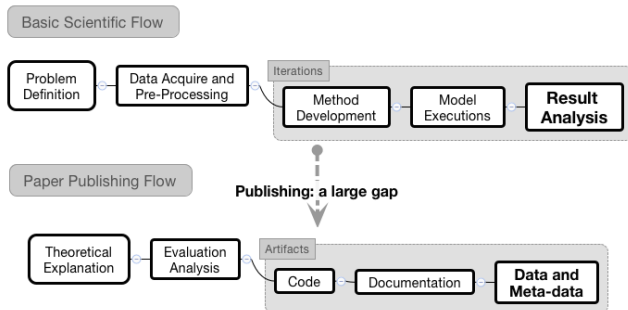 Basic Scientific Flow
Iterations
Problem
Definition
Data Acquire and
Pre-Processing
Method
Development
Model
Executions
Result
Analysis
Paper Publishing Flow
Publishing: a large gap
Artifacts
Theoretical
Explanation
Evaluation
Analysis
Code
Documentation
Data and
Meta-data